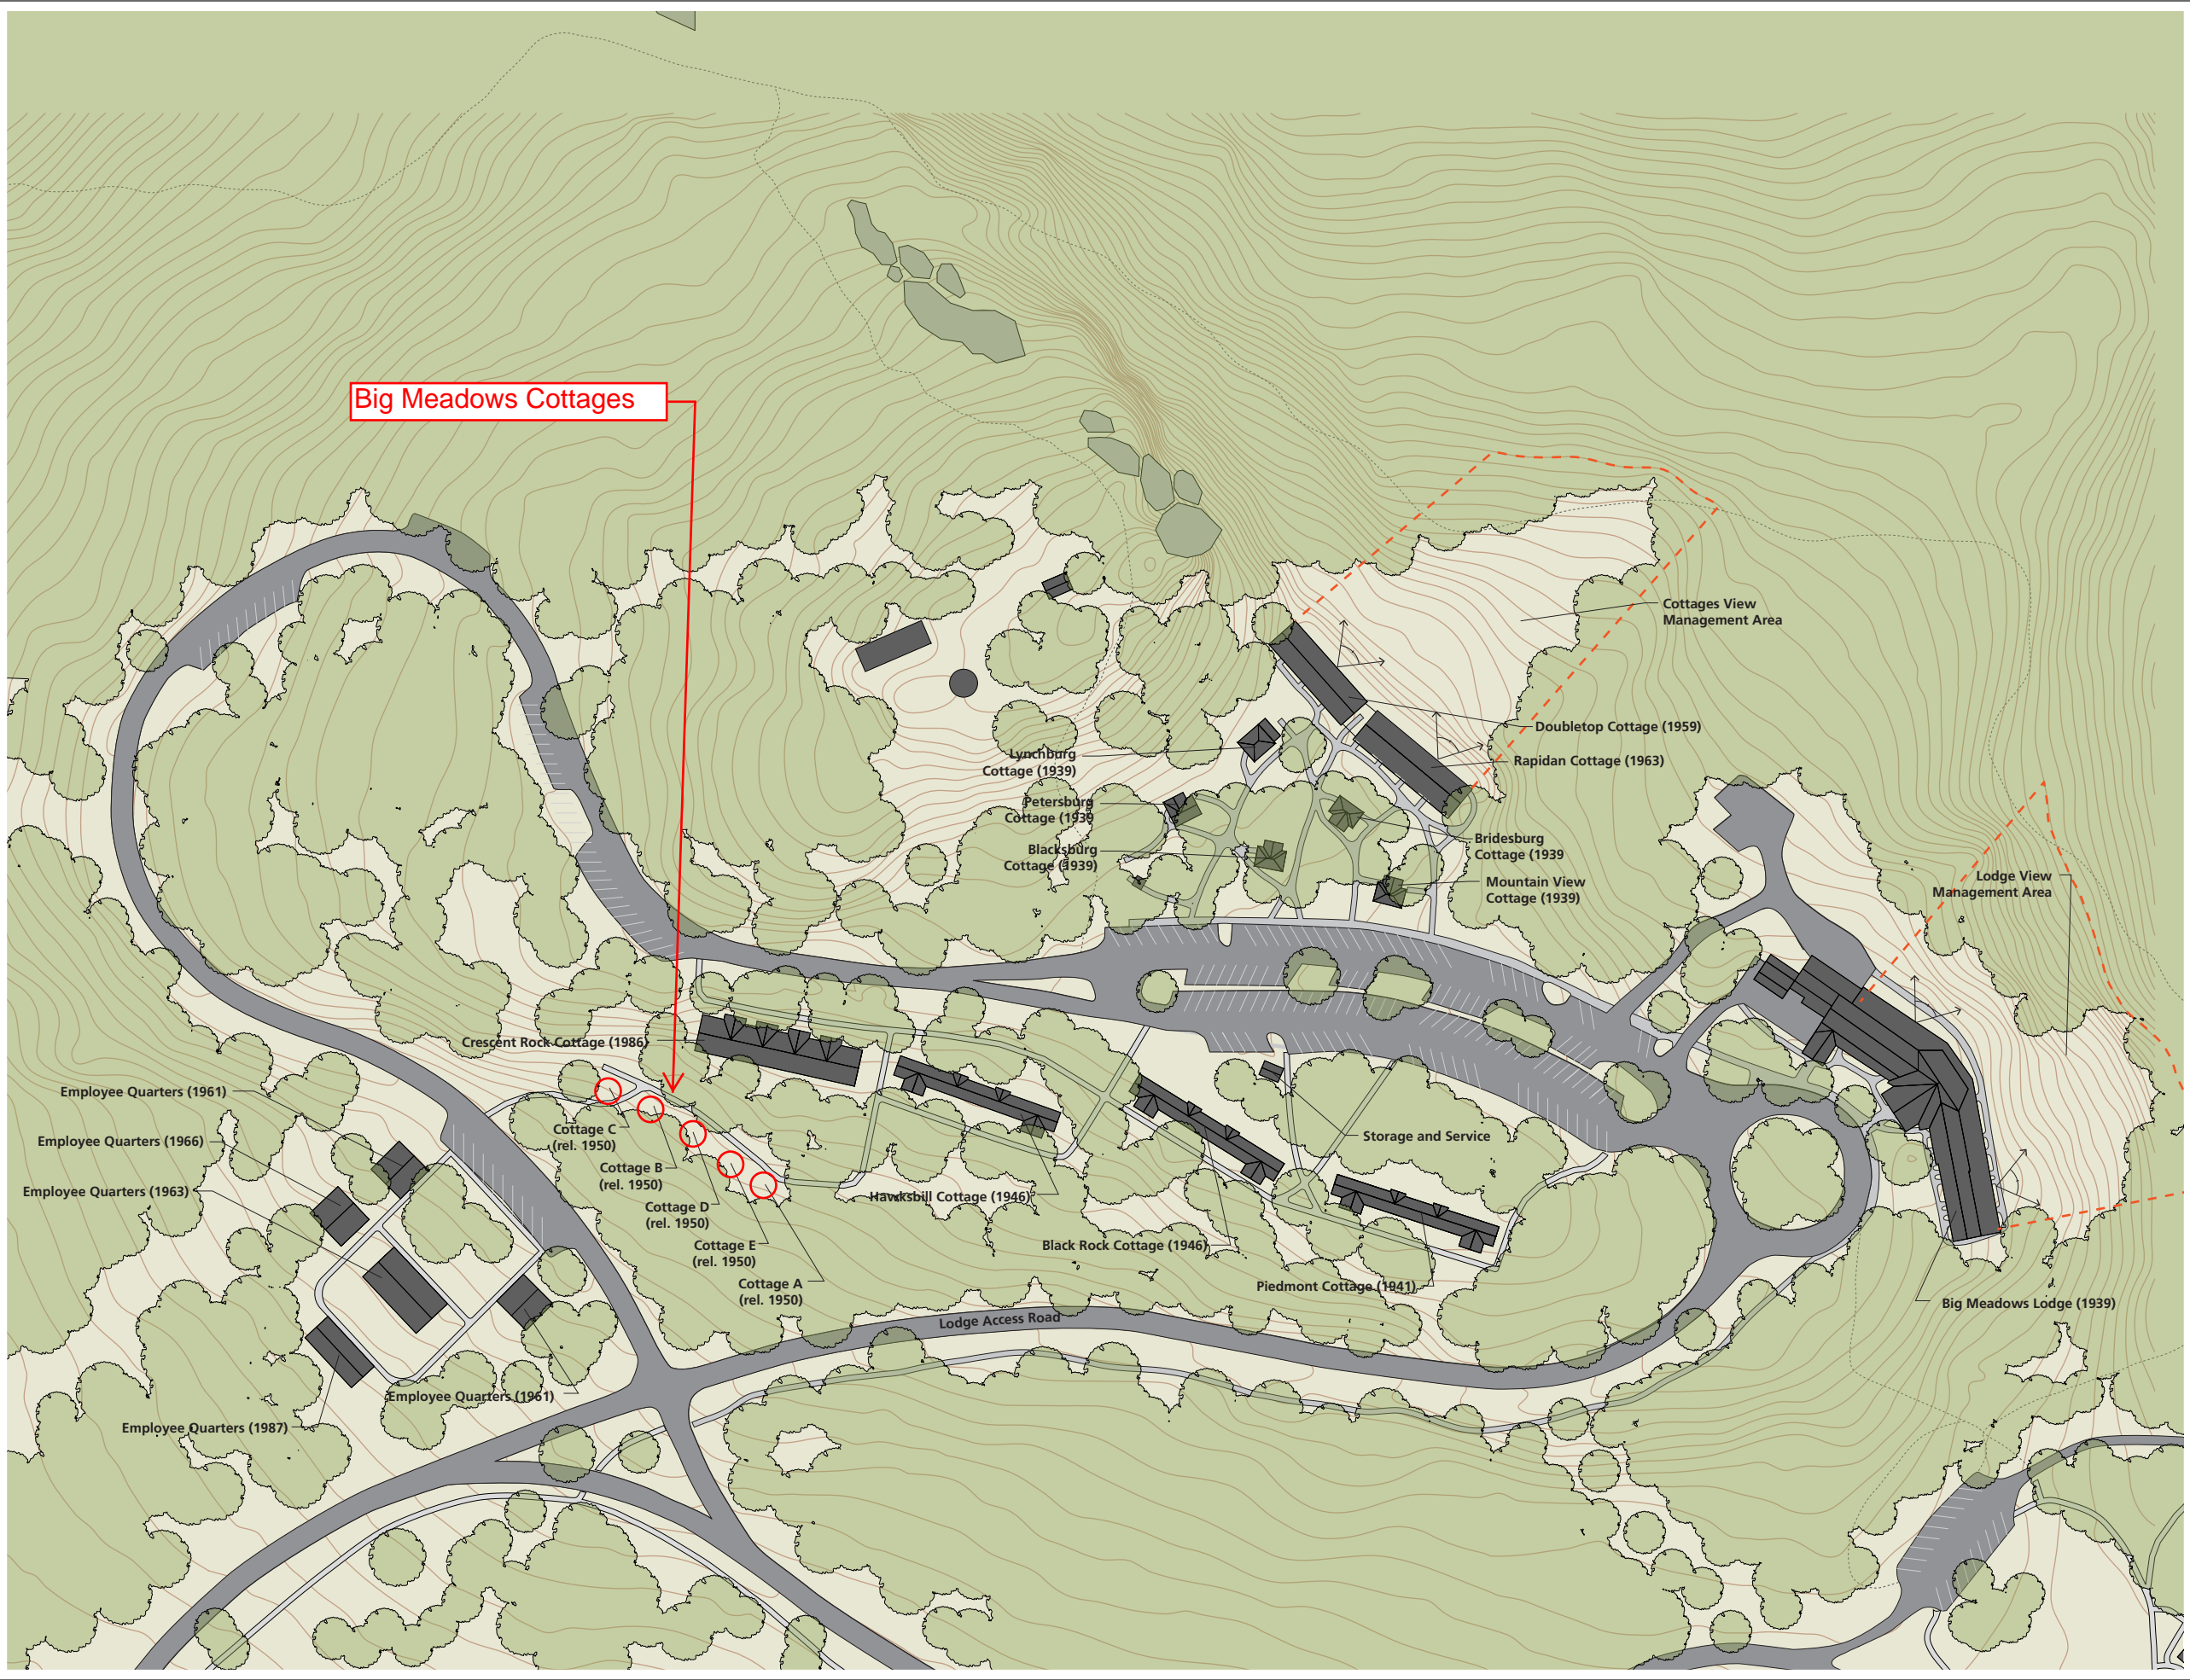 Big Meadows Cottages
Cottages View
Management Area
Doubletop Cottage (1959)
Rapidan Cottage (1963)
Lynchburg
Cottage (1939)
Petersburg
Cottage (1939
Blacksburg
Cottage (1939)
Bridesburg
Cottage (1939
Mountain View
Cottage (1939)
Lodge View
Management Area
Crescent Rock Cottage (1986)
Employee Quarters (1961)
Employee Quarters (1966)
Employee Quarters (1963)
Cottage C
(rel. 1950)
Cottage B
(rel. 1950)
Cottage D
(rel. 1950)
Cottage E
(rel. 1950)
Cottage A
(rel. 1950)
Storage and Service
Hawksbill Cottage (1946)
Black Rock Cottage (1946)
Piedmont Cottage (1941)
Big Meadows Lodge (1939)
Lodge Access Road
Employee Quarters (1961)
Employee Quarters (1987)